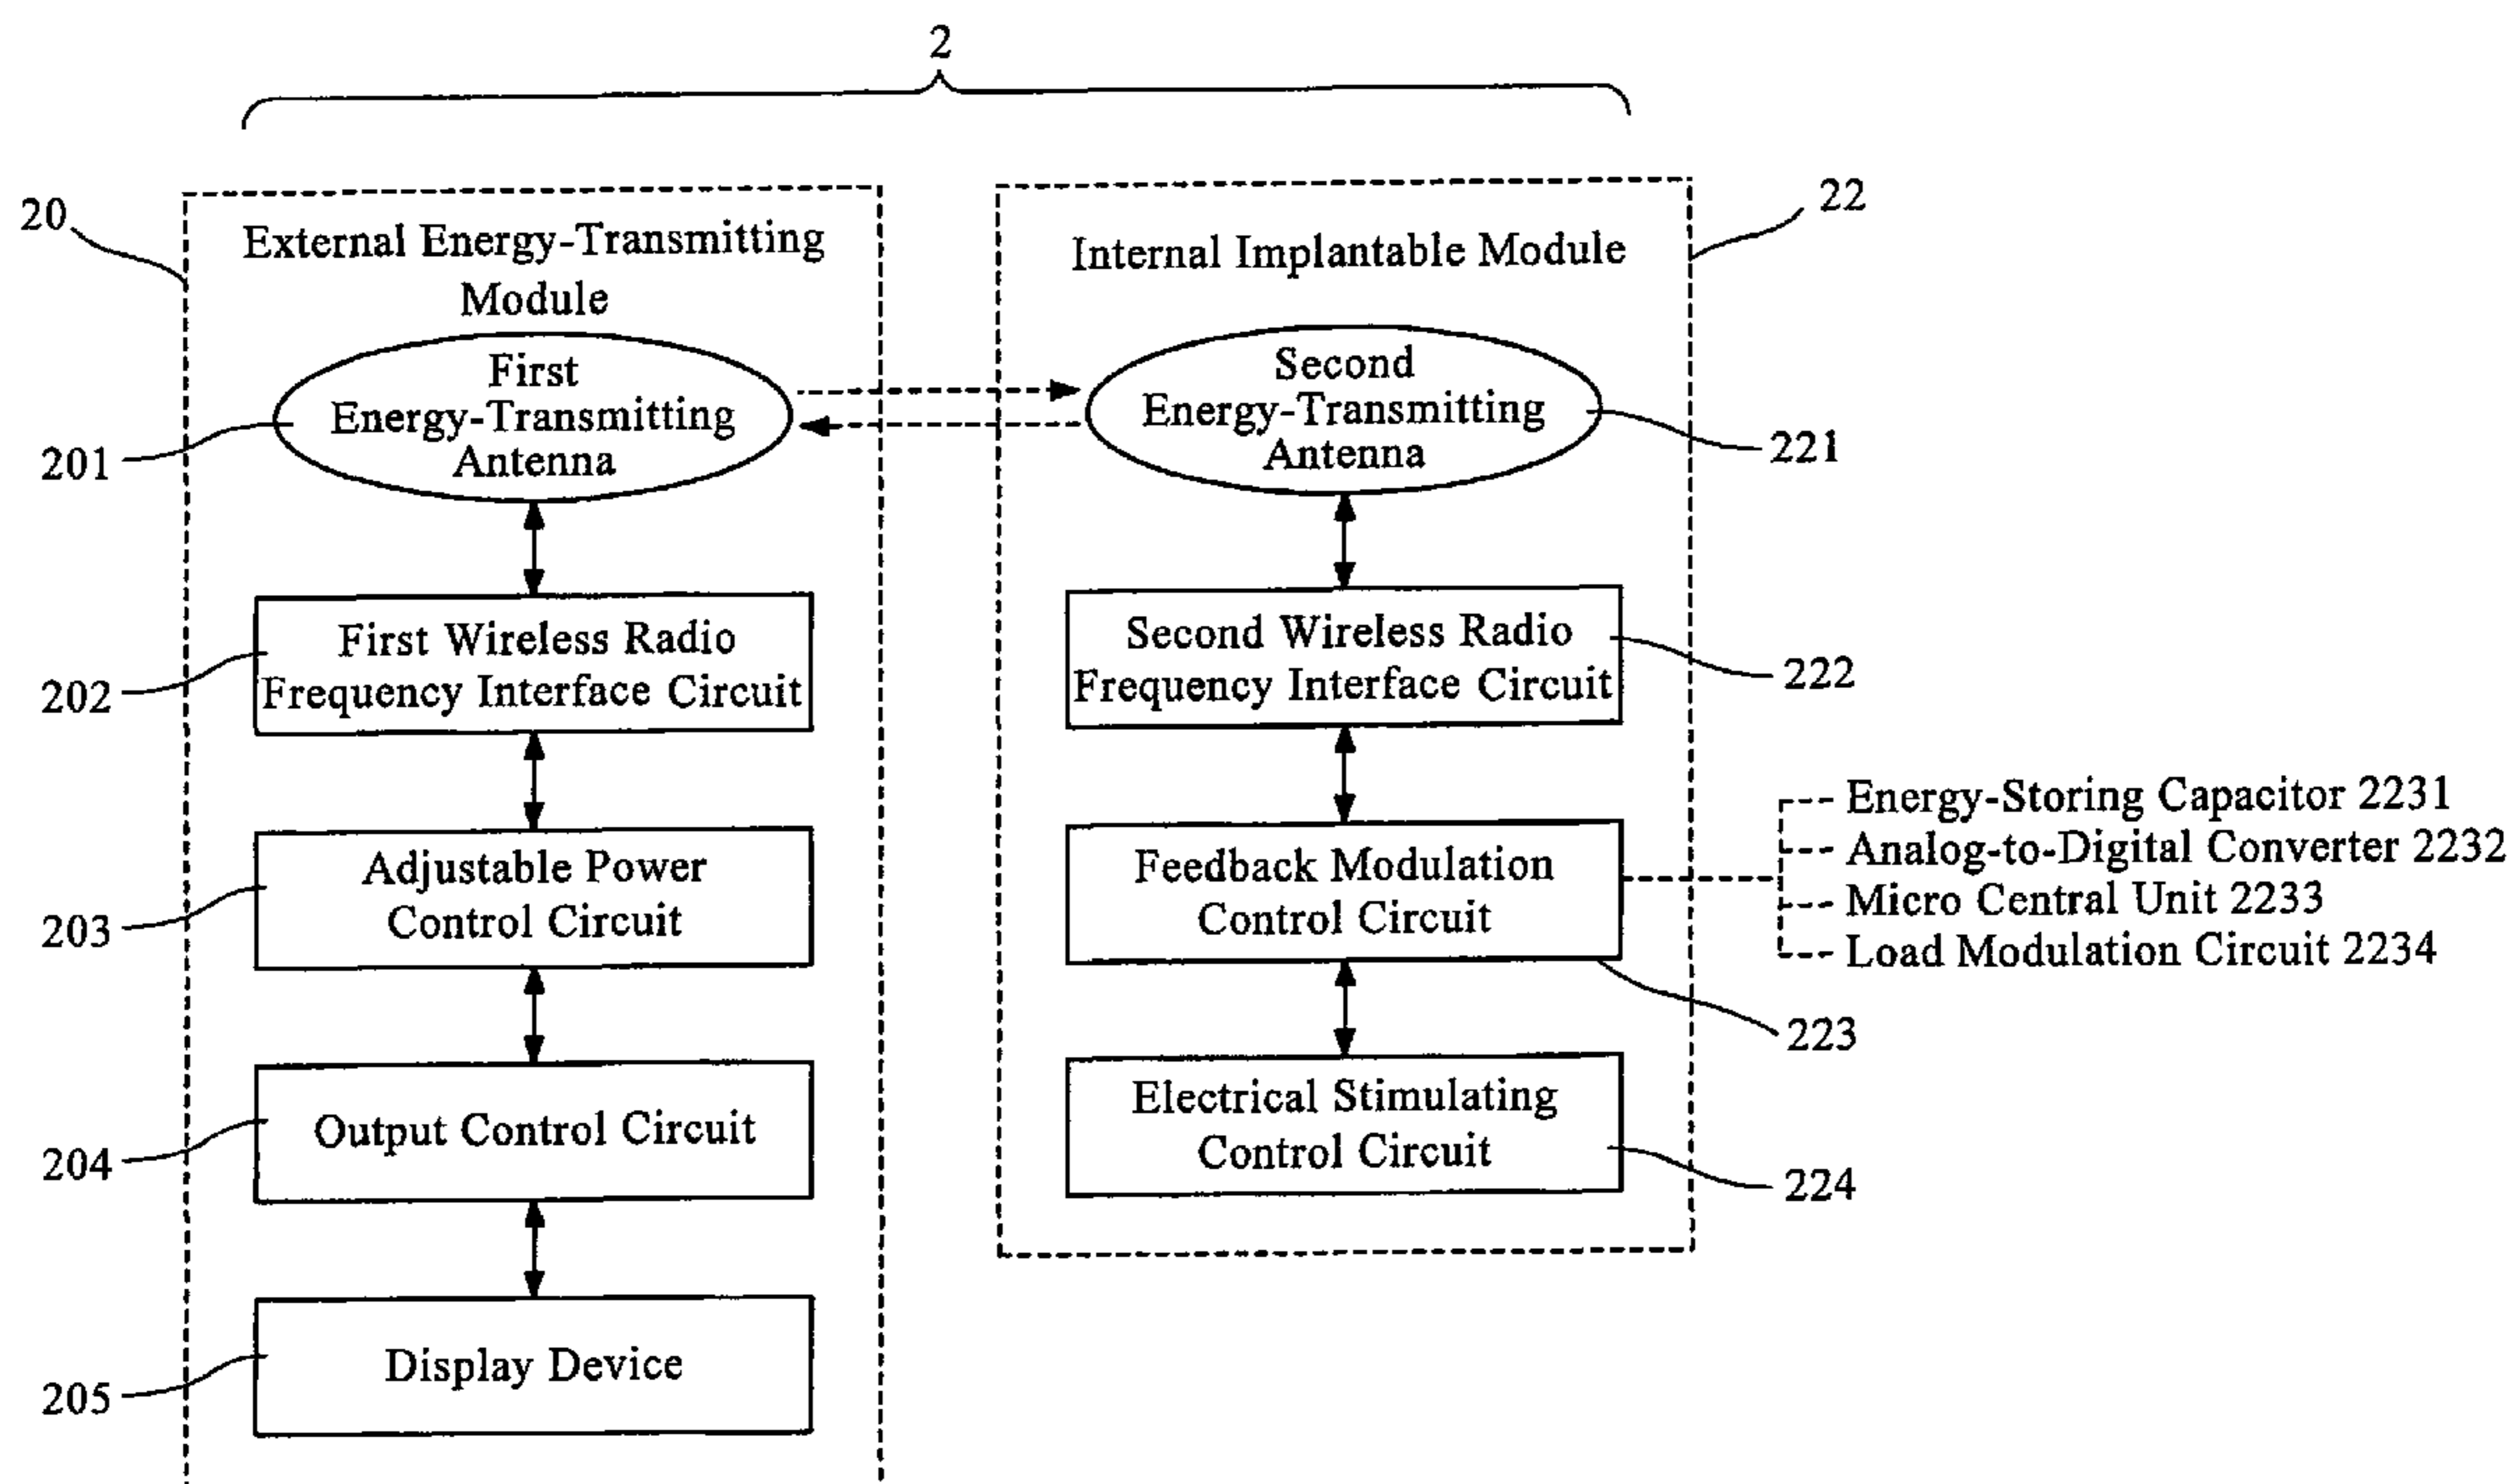 2
20
External Energy-Transmitting
Module
First
Energy-Transmitting
Antenna
201
First Wireless Radio
Frequency Interface Circuit
202
Adjustable Power
Control Circuit
203
Output Control Circuit
204
Display Device
205
22
Internal Implantable Module
Second
Energy-Transmitting
Antenna
221
Second Wireless Radio
Frequency Interface Circuit
222
Feedback Modulation
Control Circuit
223
Energy-Storing Capacitor 2231
Analog-to-Digital Converter 2232
Micro Central Unit 2233
Load Modulation Circuit 2234
Electrical Stimulating
Control Circuit
224